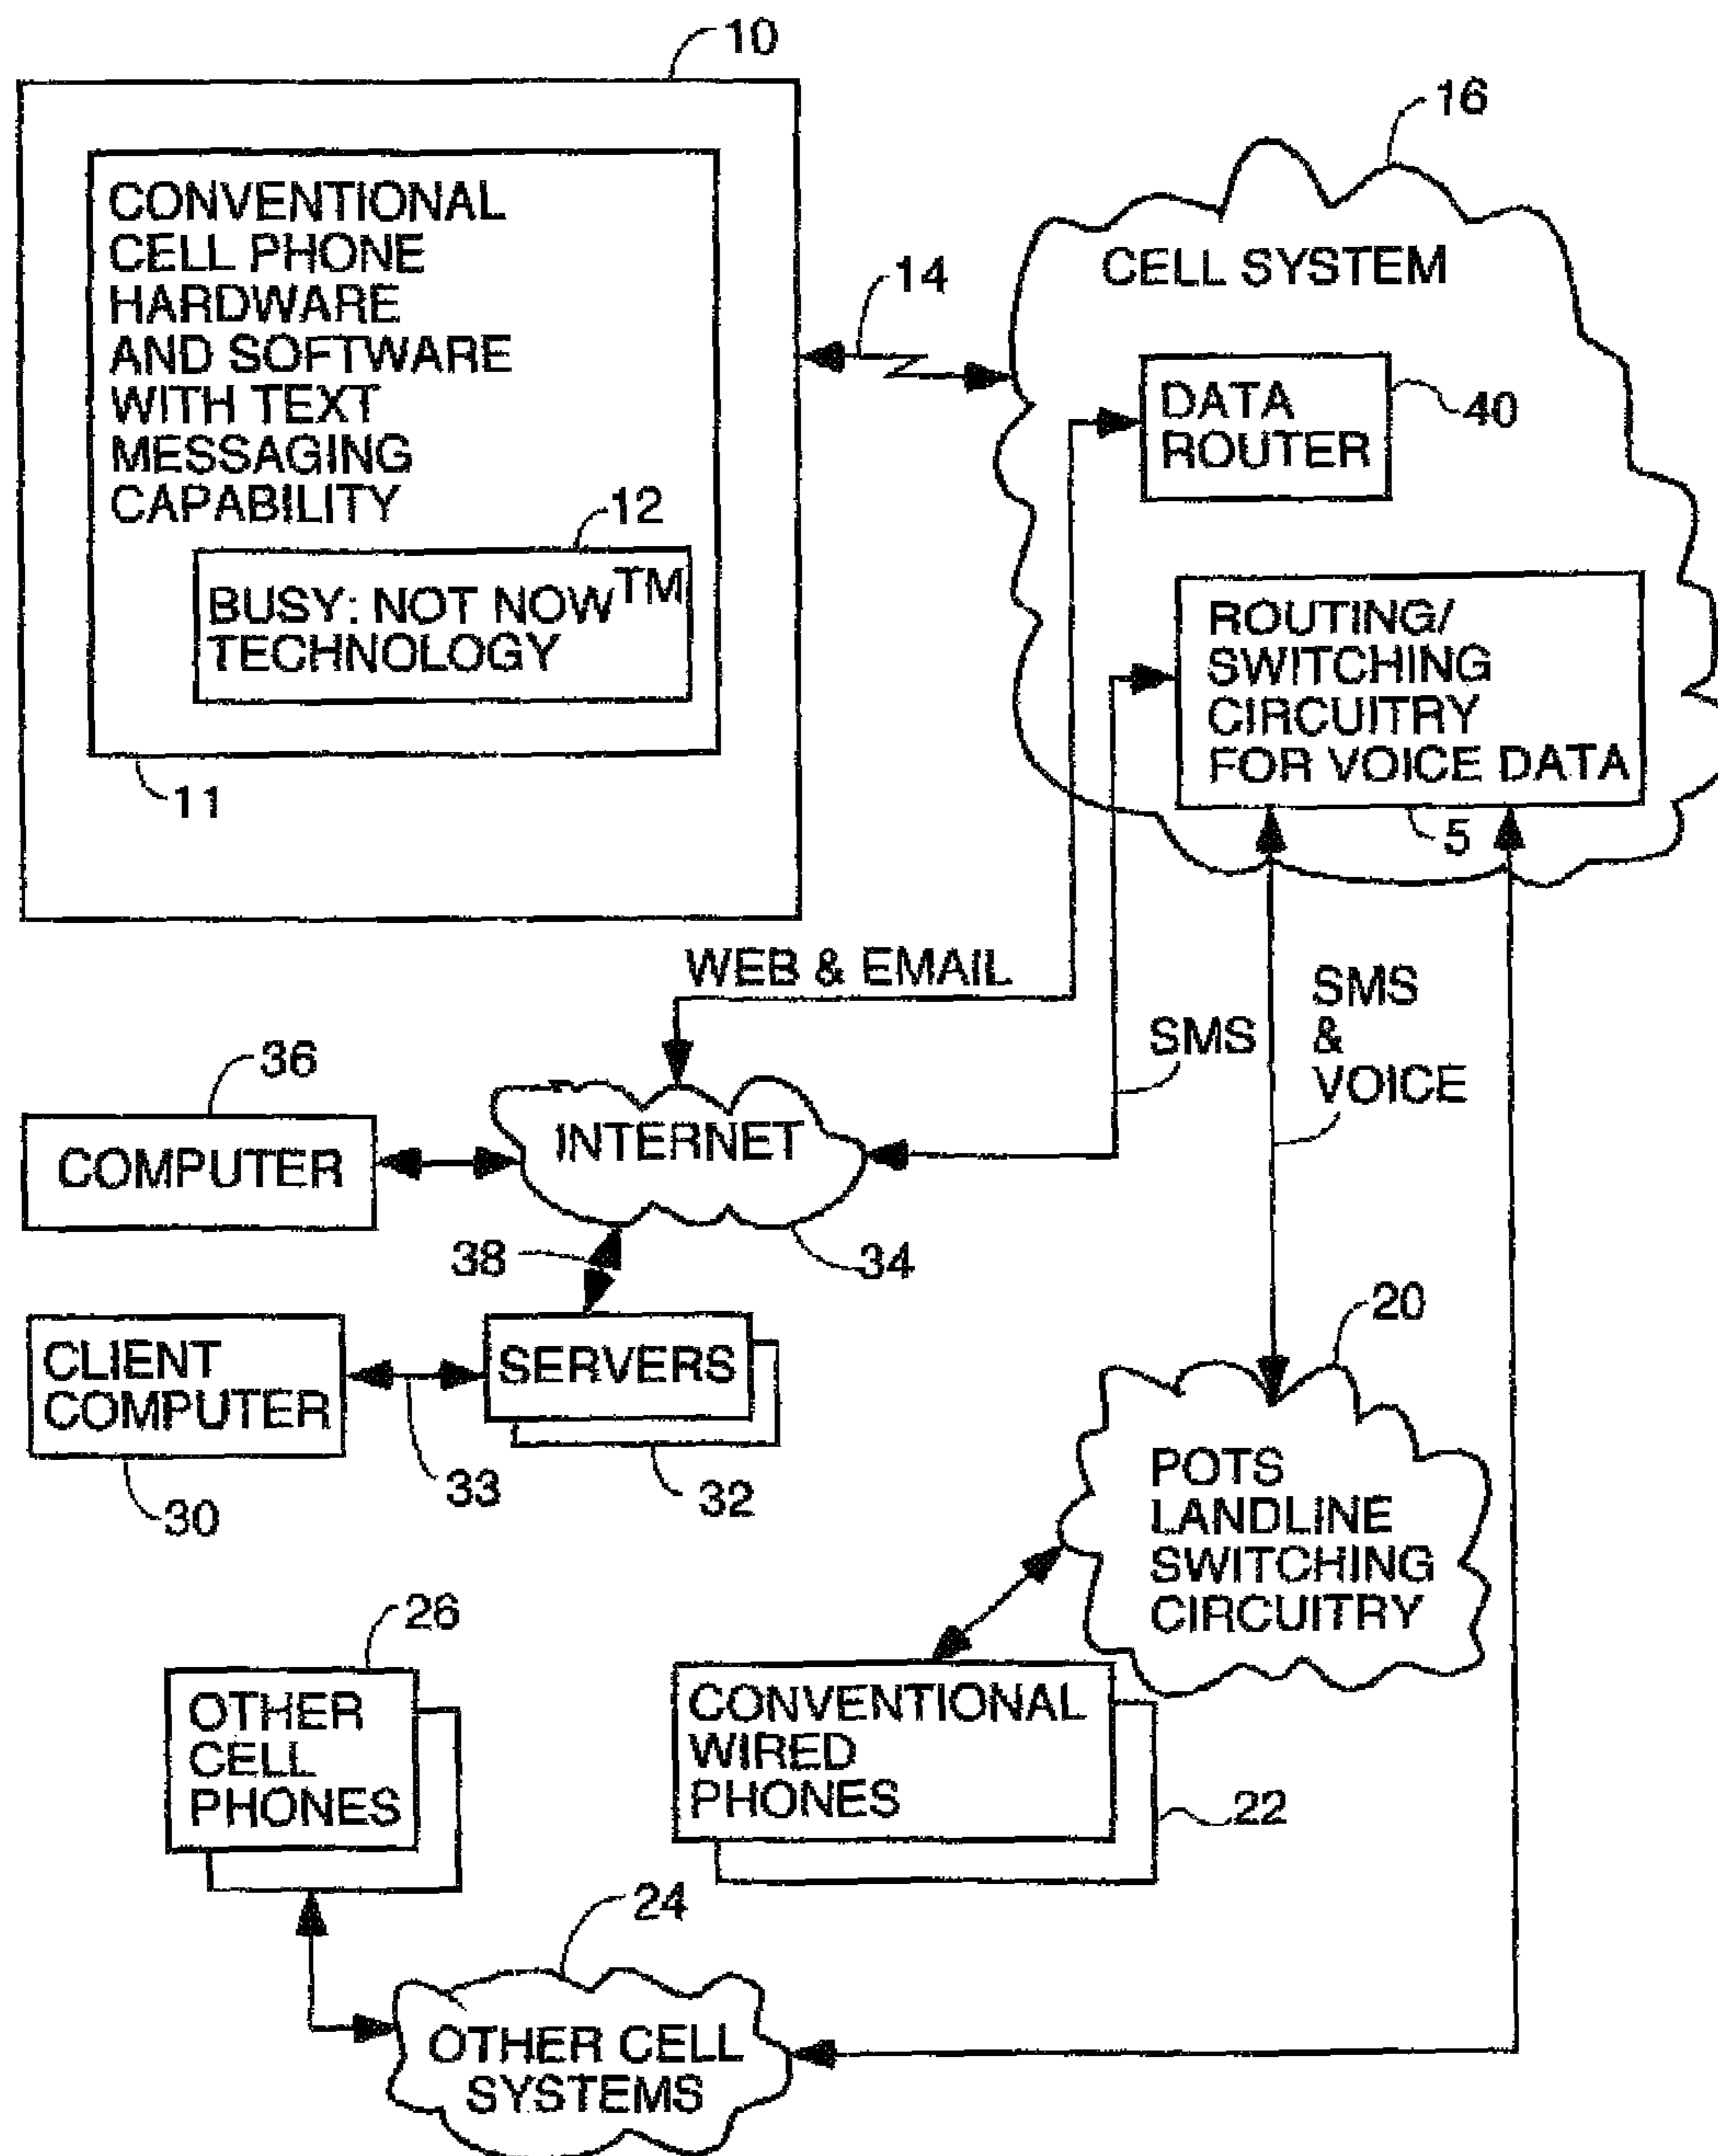 10
16
CONVENTIONAL
CELL PHONE
HARDWARE
AND SOFTWARE
WITH TEXT
MESSAGING
CAPABILITY
12
BUSY: NOT NOW™
TECHNOLOGY
11
14
CELL SYSTEM
DATA
ROUTER
40
ROUTING/
SWITCHING
CIRCUITRY
FOR VOICE DATA
5
WEB & EMAIL
SMS
SMS
&
VOICE
36
COMPUTER
INTERNET
34
38
CLIENT
COMPUTER
30
33
SERVERS
32
20
POTS
LANDLINE
SWITCHING
CIRCUITRY
26
OTHER
CELL
PHONES
CONVENTIONAL
WIRED
PHONES
22
24
OTHER CELL
SYSTEMS